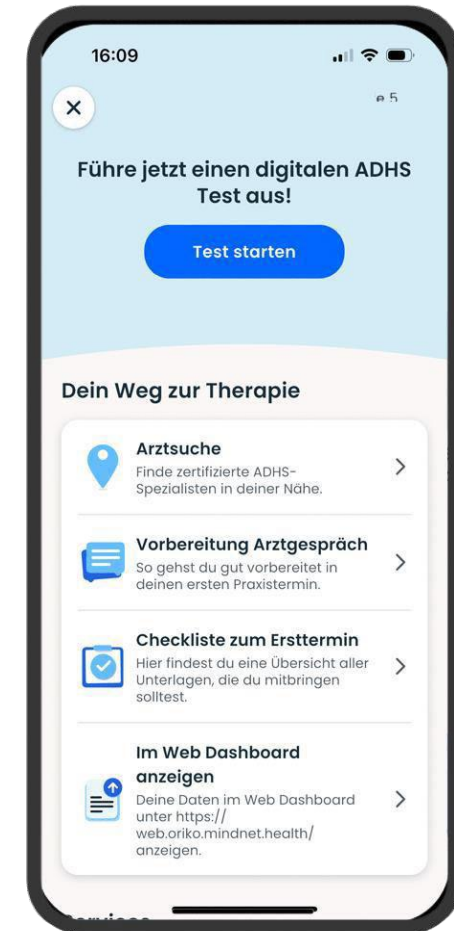 16:09
e 5
Führe jetzt einen digitalen ADHS
Test aus!
Test starten
Dein Weg zur Therapie
Arztsuche
Finde zertifizierte ADHS-
Spezialisten in deiner Nähe.
Vorbereitung Arztgespräch
So gehst du gut vorbereitet in
deinen ersten Praxistermin.
Checkliste zum Ersttermin
Hier findest du eine Übersicht aller
Unterlagen, die du mitbringen
solltest.
Im Web Dashboard
anzeigen
Deine Daten im Web Dashboard
unter https://
web.oriko.mindnet.health/
anzeigen.